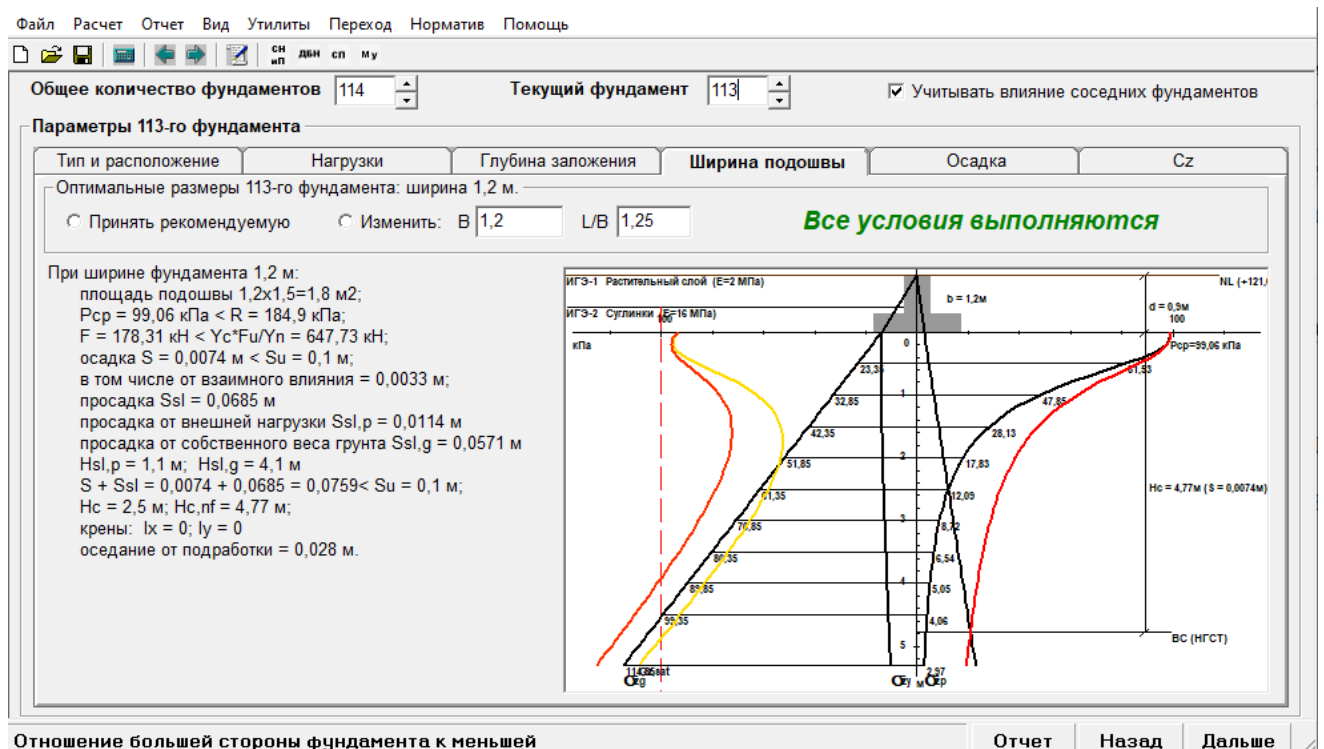 Файл Расчет Отчет Вид Утилиты Переход Норматив Помощь
СН иП ДБН СП Му
Общее количество фундаментов 114 Текущий фундамент 113 Учитывать влияние соседних фундаментов
Параметры 113-го фундамента
Тип и расположение Нагрузки Глубина заложения Ширина подошвы Осадка Cz
Оптимальные размеры 113-го фундамента: ширина 1,2 м.
Принять рекомендуемую Изменить: B 1,2 L/B 1,25 Все условия выполняются
При ширине фундамента 1,2 м:
площадь подошвы 1,2x1,5=1,8 м2;
Pср = 99,06 кПа < R = 184,9 кПа;
F = 178,31 кН < Yc*Fu/Yn = 647,73 кН;
осадка S = 0,0074 м < Su = 0,1 м;
в том числе от взаимного влияния = 0,0033 м;
просадка Ssl = 0,0685 м
просадка от внешней нагрузки Ssl,p = 0,0114 м
просадка от собственного веса грунта Ssl,g = 0,0571 м
Hsl,p = 1,1 м; Hsl,g = 4,1 м
S + Ssl = 0,0074 + 0,0685 = 0,0759< Su = 0,1 м;
Hc = 2,5 м; Hc,nf = 4,77 м;
крены: Ix = 0; Iy = 0
оседание от подработки = 0,028 м.
ИГЭ-1 Растительный слой (E=2 МПа) NL (+121,
b = 1,2м
d = 0,9м
ИГЭ-2 Суглинки . (E=16 МПа)
100 100
кПа 0 Pср=99,06 кПа
23,35 81,53
1
32,85 47,85
42,35 28,13
2
51,85 17,83
61,35 12,09 Hc = 4,77м (S = 0,0074м)
3
70,85 8,72
80,35 6,54
4
89,85 5,05
99,35 4,06
5 ВС (НГСТ)
2,97
σzg σzγ м σzp
Отношение большей стороны фундамента к меньшей Отчет Назад Дальше